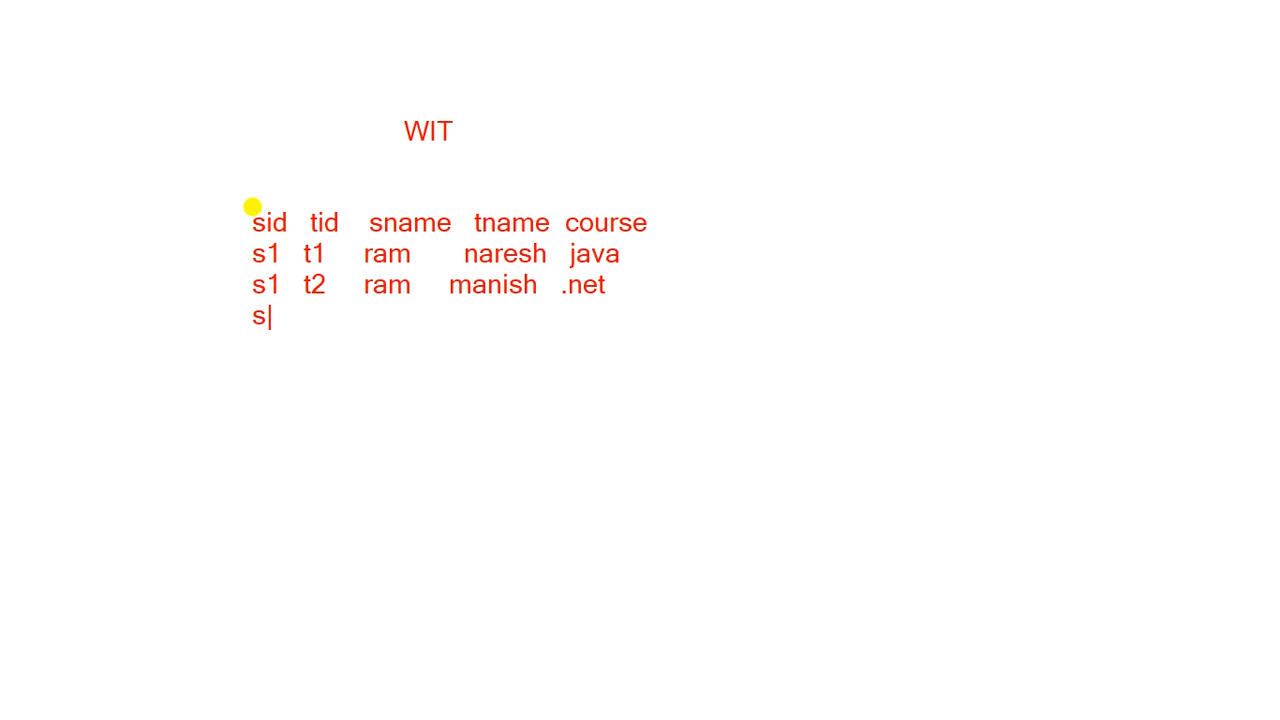 WIT
sid tid sname tname course
s1 t1 ram naresh java
s1 t2 ram manish .net
s